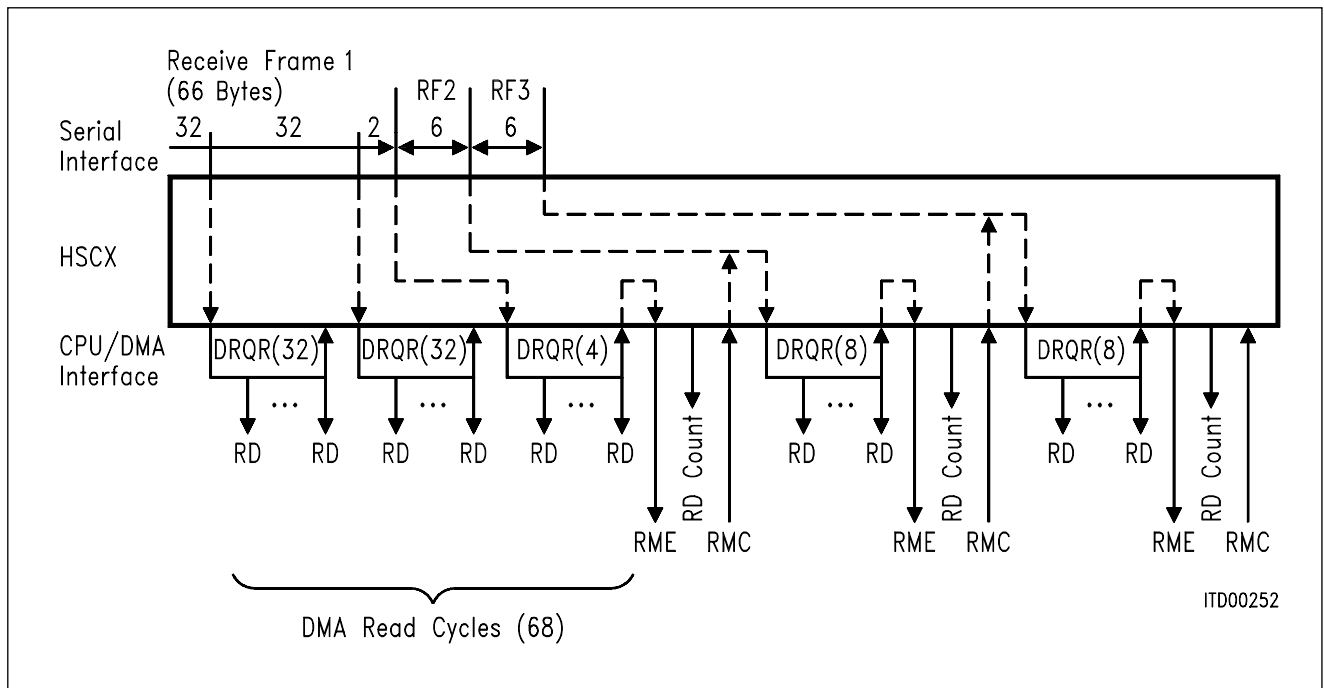 Receive Frame 1
(66 Bytes)
RF2 RF3
Serial
Interface
32 32 2 6 6
HSCX
CPU/DMA
Interface
DRQR(32) DRQR(32) DRQR(4) DRQR(8) DRQR(8)
... ... ... ... ...
RD RD RD RD RD RD RD RD RD RD
RD Count RD Count RD Count
RME RMC RME RMC RME RMC
DMA Read Cycles (68)
ITD00252